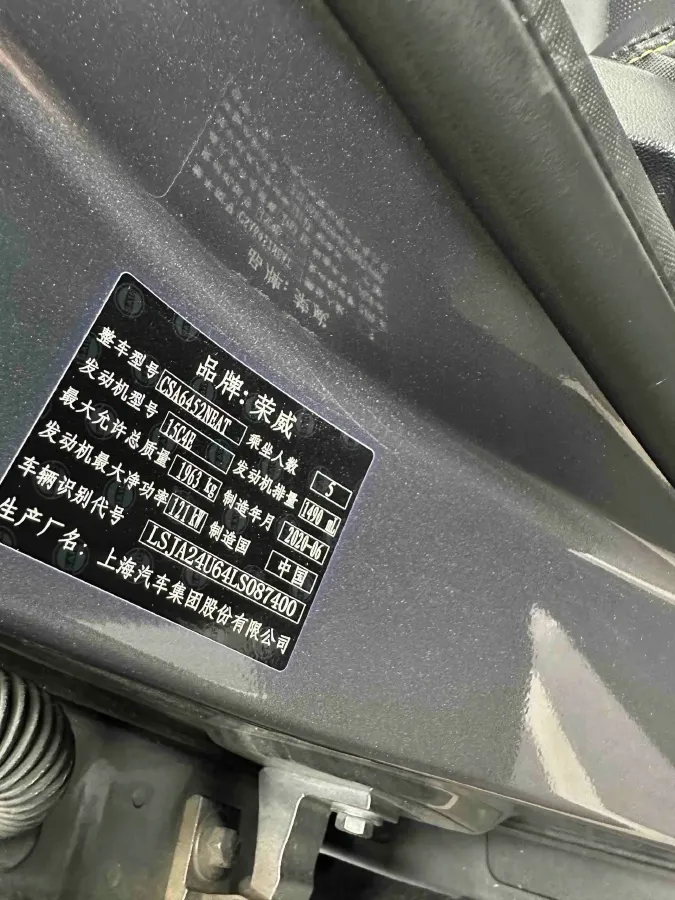 品牌：荣威
整车型号 CSA6452NEAT 乘坐人数 5
发动机型号 15C4E 发动机排量 1490 mL
最大允许总质量 1963 kg 制造年月 2020-06
发动机最大净功率 121kW 制造国 中国
车辆识别代号 LSJA24U64LS087400
生产厂名：上海汽车集团股份有限公司